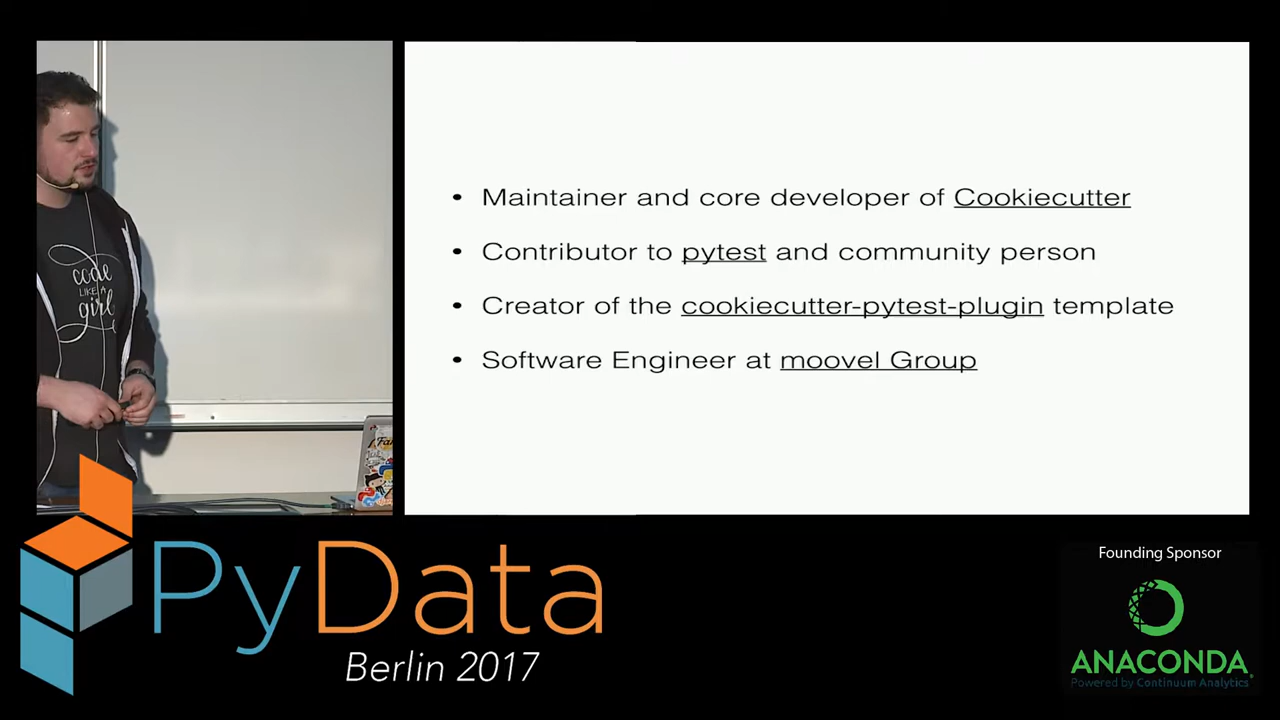 code
LIKE A
girl
• Maintainer and core developer of Cookiecutter
• Contributor to pytest and community person
• Creator of the cookiecutter-pytest-plugin template
• Software Engineer at moovel Group
PyData
Berlin 2017
Founding Sponsor
ANACONDA
Powered by Continuum Analytics